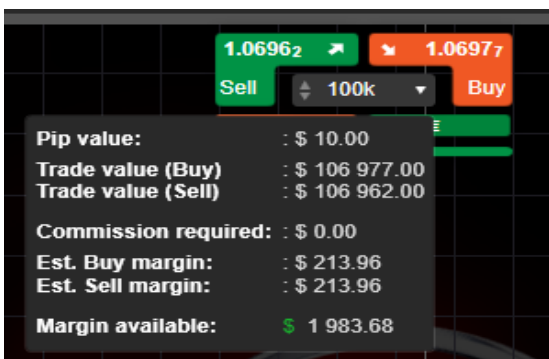 1.06962 1.06977
Sell 100k Buy
Pip value: : $ 10.00
Trade value (Buy) : $ 106 977.00
Trade value (Sell) : $ 106 962.00
Commission required: : $ 0.00
Est. Buy margin: : $ 213.96
Est. Sell margin: : $ 213.96
Margin available: $ 1 983.68